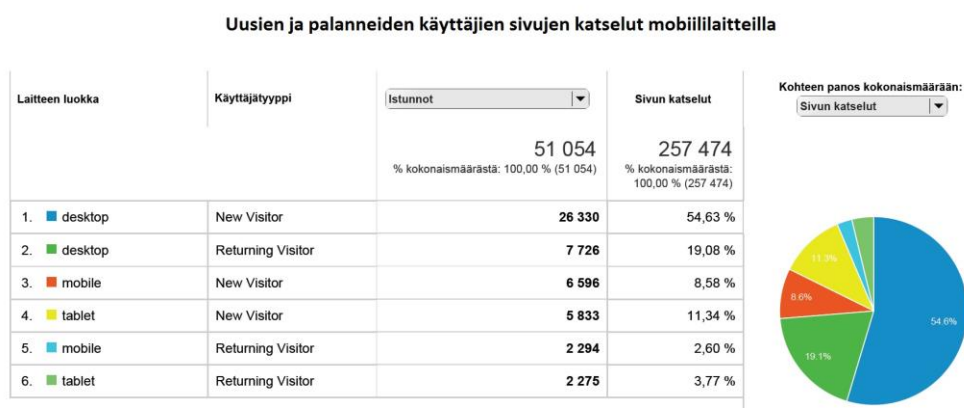 Uusien ja palanneiden käyttäjien sivujen katselut mobiililaitteilla
Laitteen luokka Käyttäjätyyppi Istunnot Sivun katselut
51 054 257 474
% kokonaismäärästä: 100,00 % (51 054) % kokonaismäärästä: 100,00 % (257 474)
1. desktop New Visitor 26 330 54,63 %
2. desktop Returning Visitor 7 726 19,08 %
3. mobile New Visitor 6 596 8,58 %
4. tablet New Visitor 5 833 11,34 %
5. mobile Returning Visitor 2 294 2,60 %
6. tablet Returning Visitor 2 275 3,77 %
Kohteen panos kokonaismäärään:
Sivun katselut
11.3%
8.6%
54.6%
19.1%